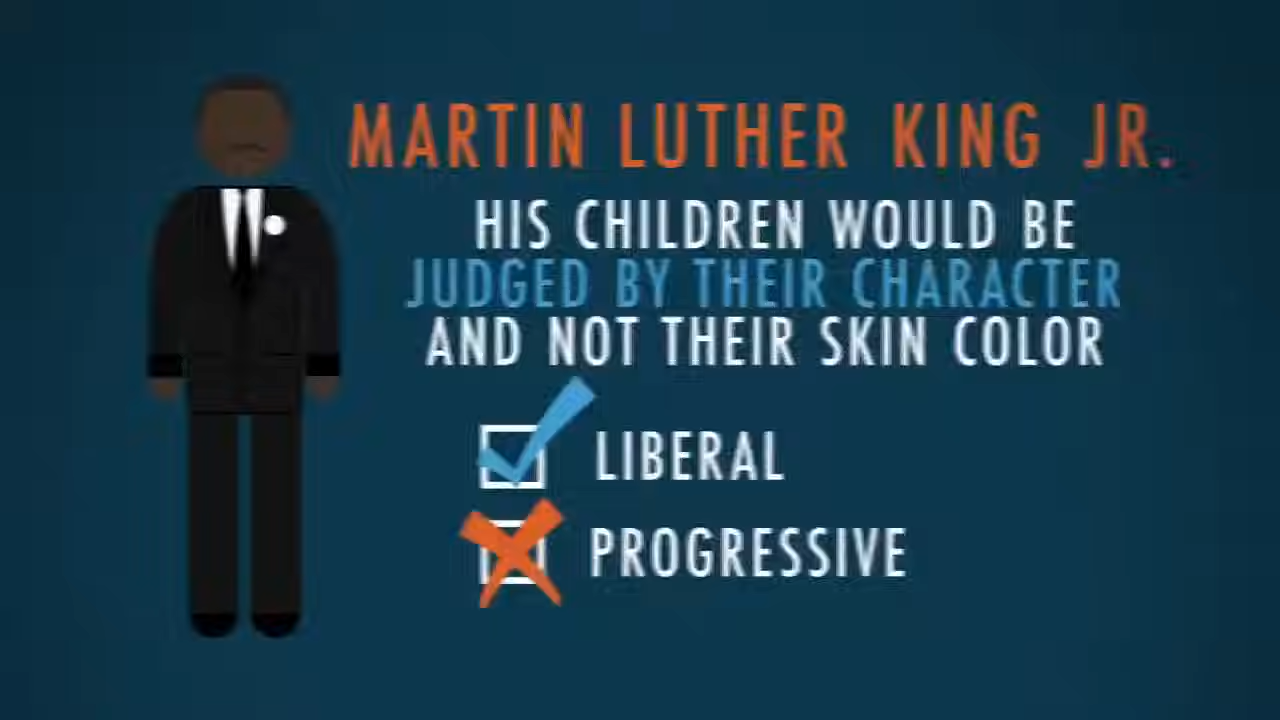 MARTIN LUTHER KING JR.
HIS CHILDREN WOULD BE
JUDGED BY THEIR CHARACTER
AND NOT THEIR SKIN COLOR
LIBERAL
PROGRESSIVE